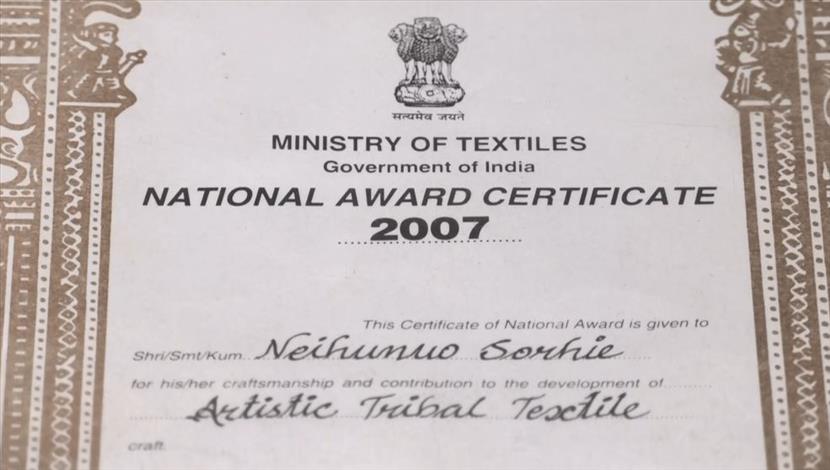 सत्यमेव जयते
MINISTRY OF TEXTILES
Government of India
NATIONAL AWARD CERTIFICATE
2007
This Certificate of National Award is given to
Shri/Smt/Kum. Neihunuo Sorhie
for his/her craftsmanship and contribution to the development of
Artistic Tribal Textile
craft.